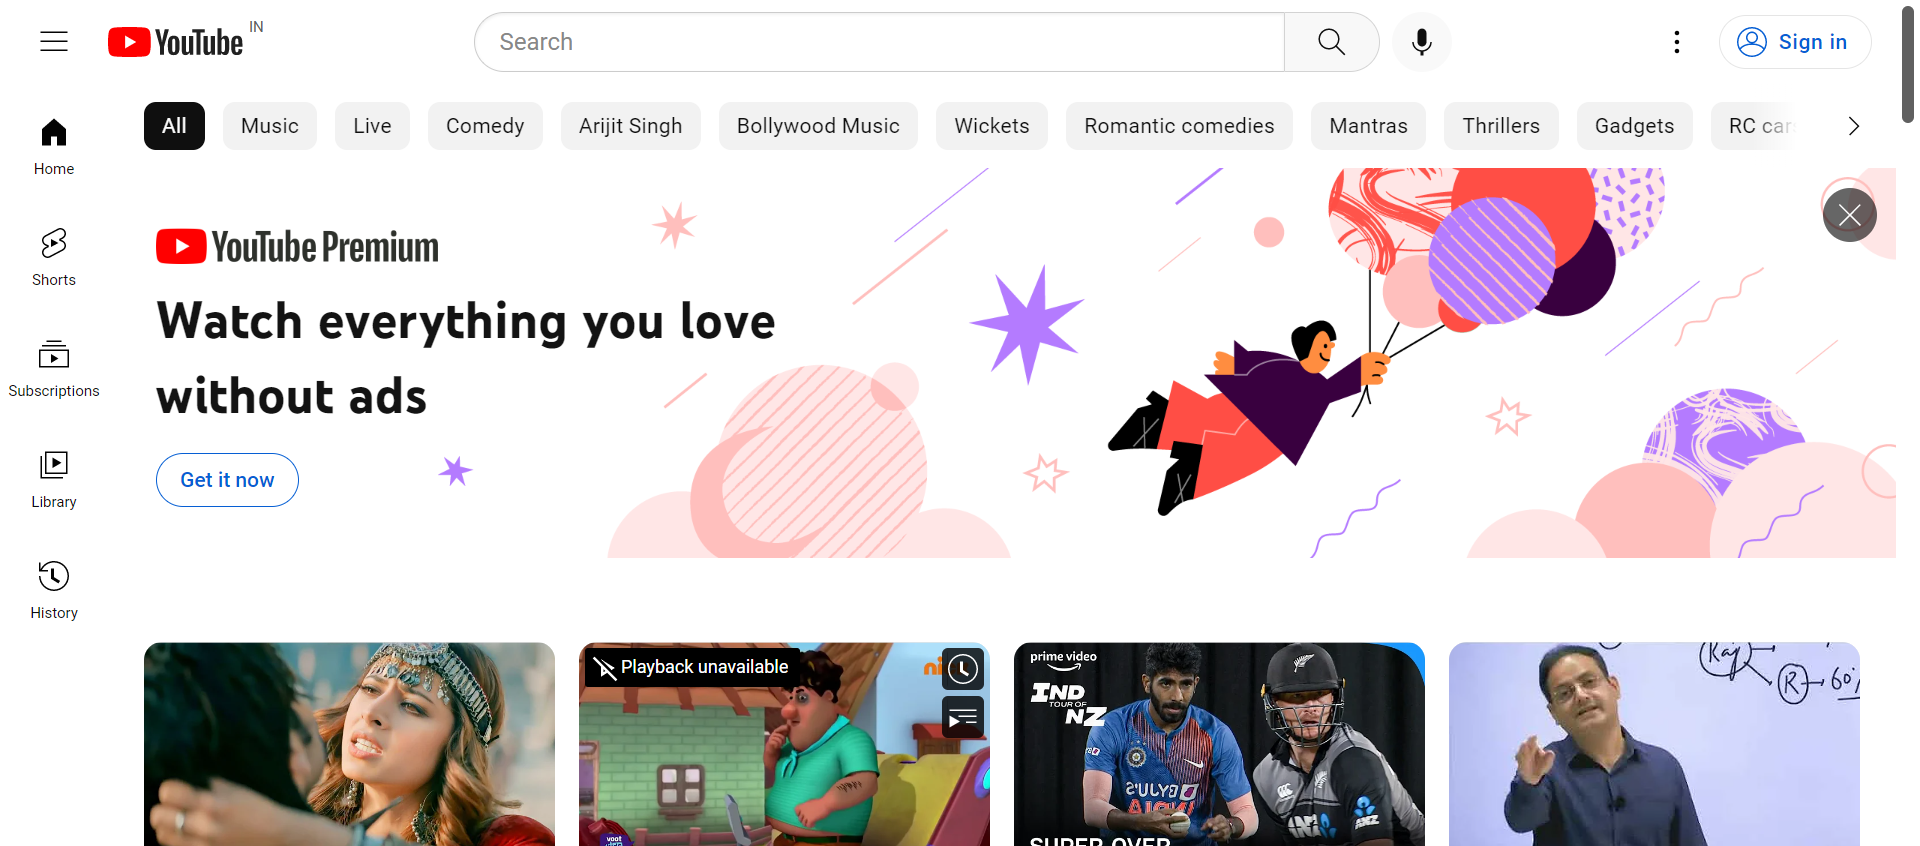 YouTube IN
Search
Sign in
All
Music
Live
Comedy
Arijit Singh
Bollywood Music
Wickets
Romantic comedies
Mantras
Thrillers
Gadgets
RC cars
Home
Shorts
Subscriptions
Library
History
YouTube Premium
Watch everything you love
without ads
Get it now
Playback unavailable
prime video
IND
TOUR OF
NZ
SUPER OVER
voot
Raj
R
60%